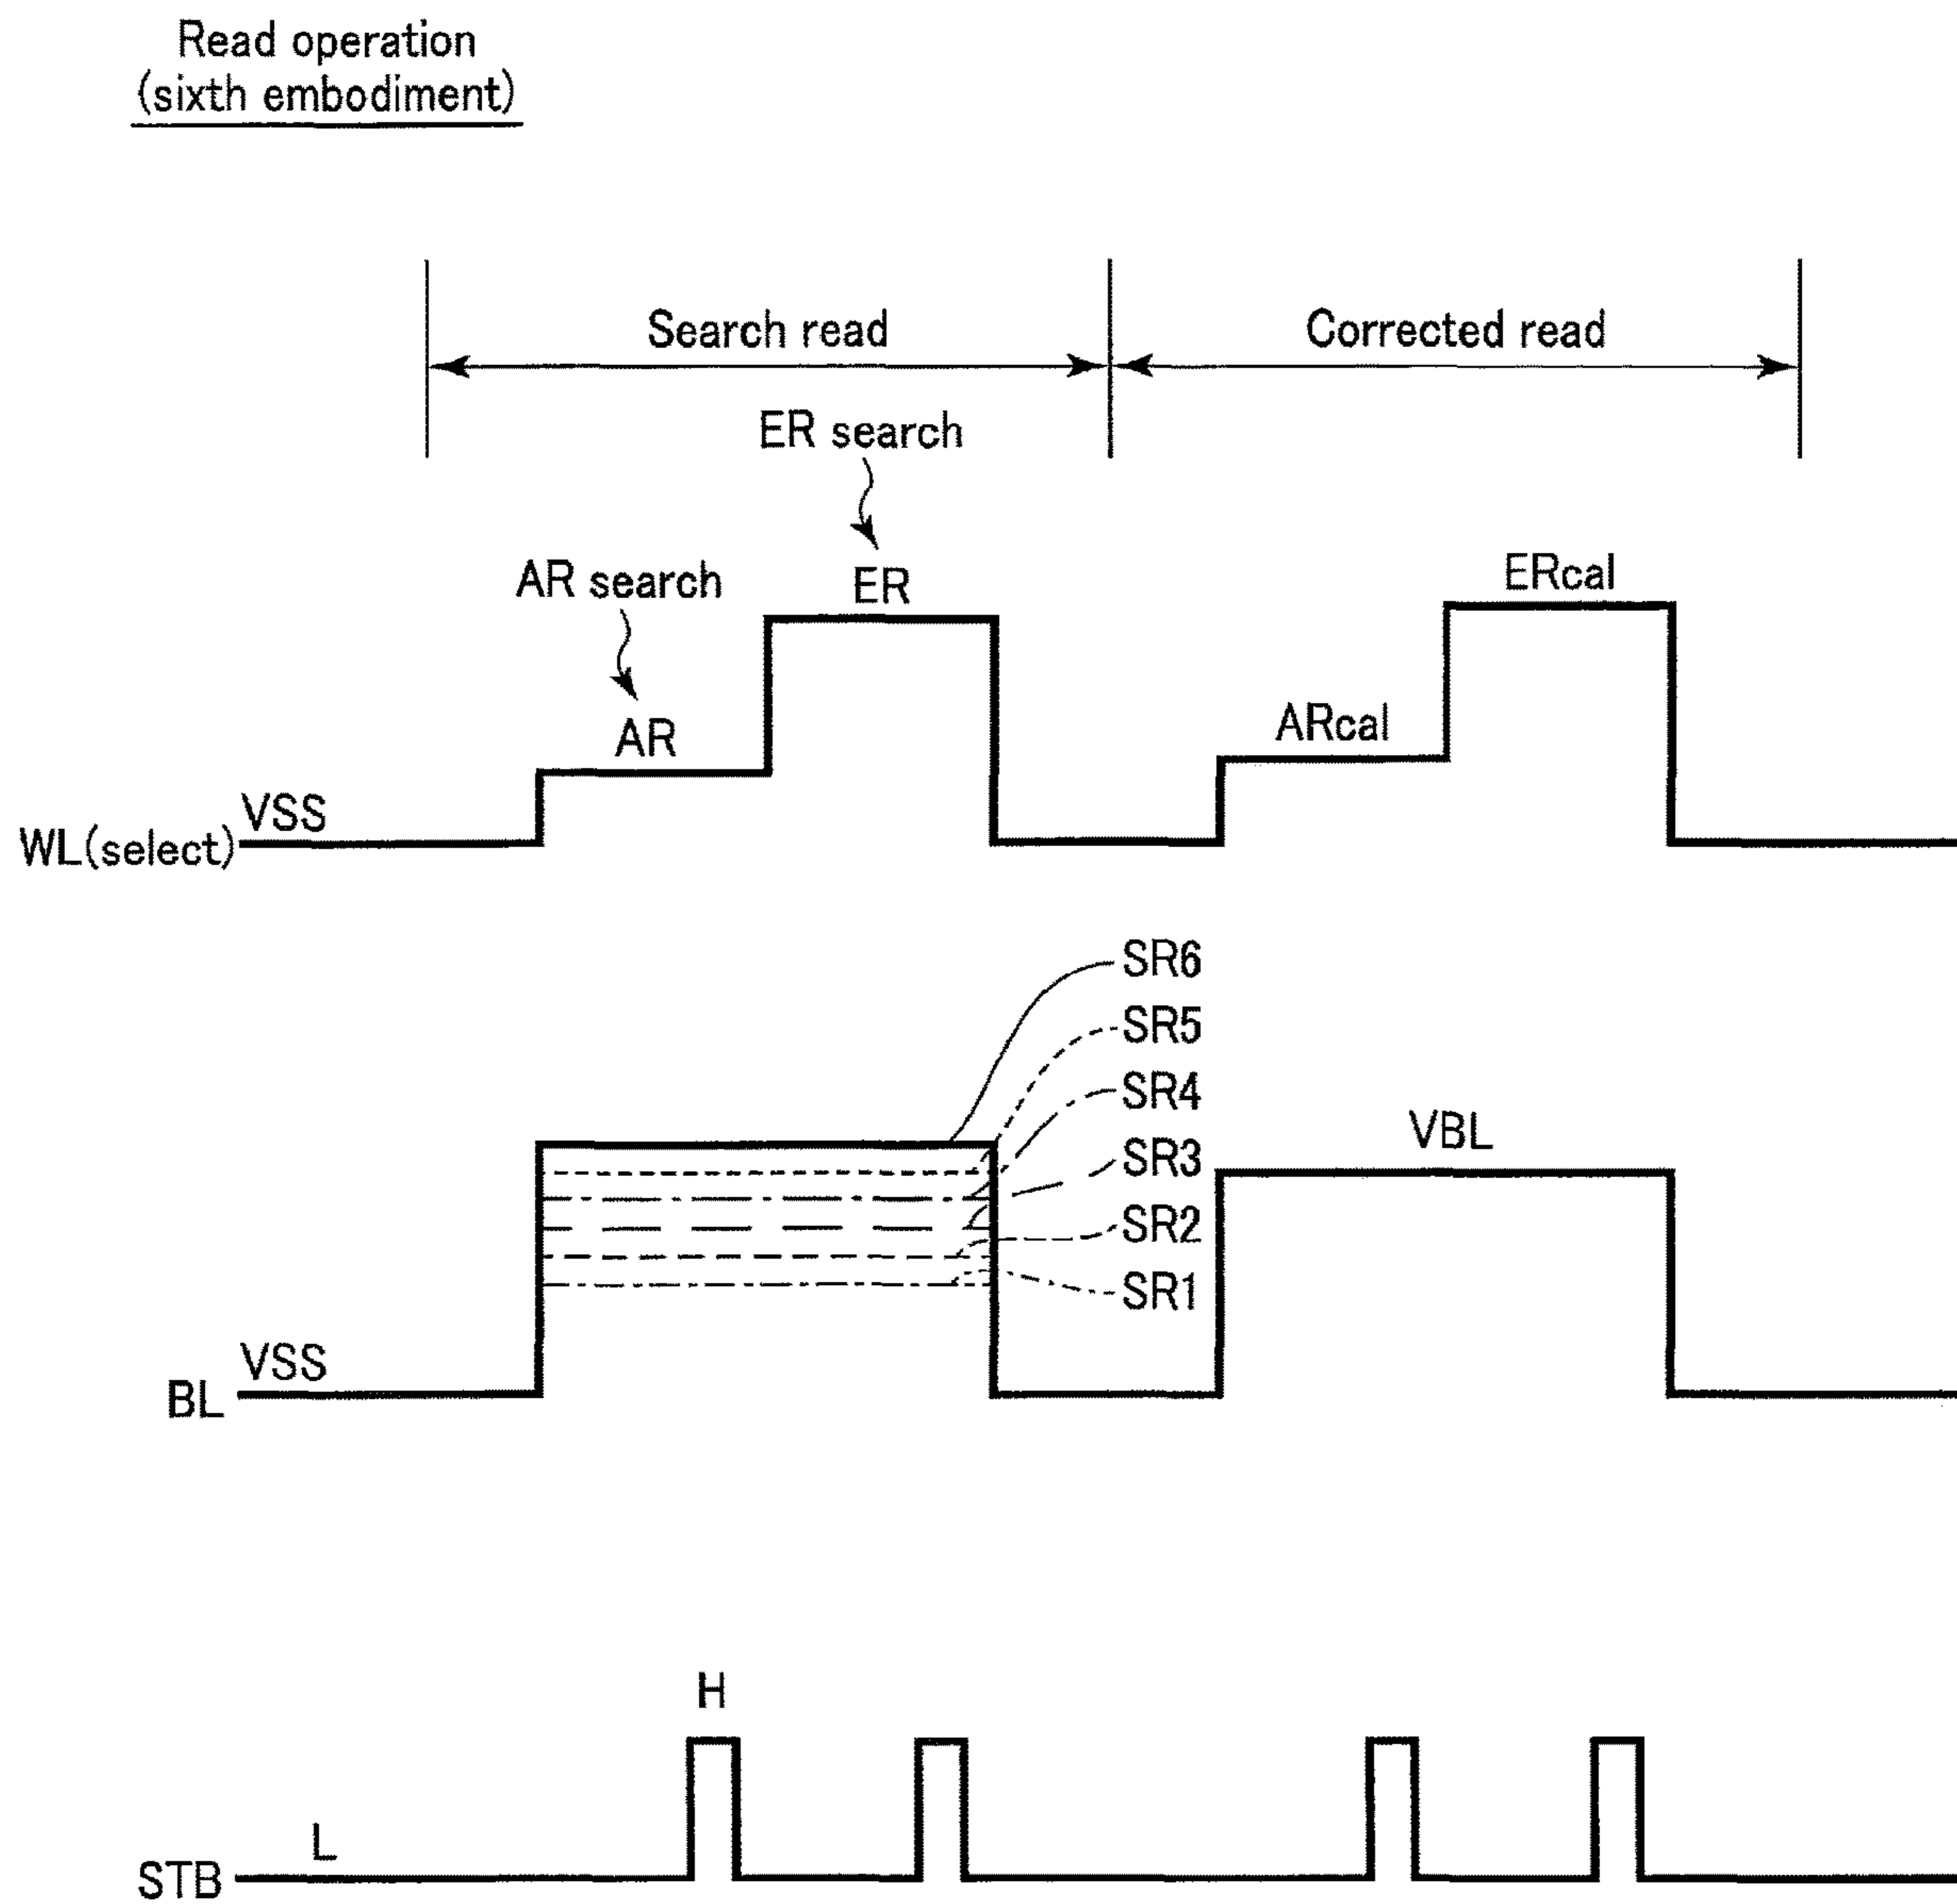 Read operation
(sixth embodiment)
Search read
Corrected read
ER search
AR search
ER
ERcal
AR
ARcal
VSS
WL(select)
SR6
SR5
SR4
SR3
SR2
SR1
VBL
VSS
BL
H
L
STB